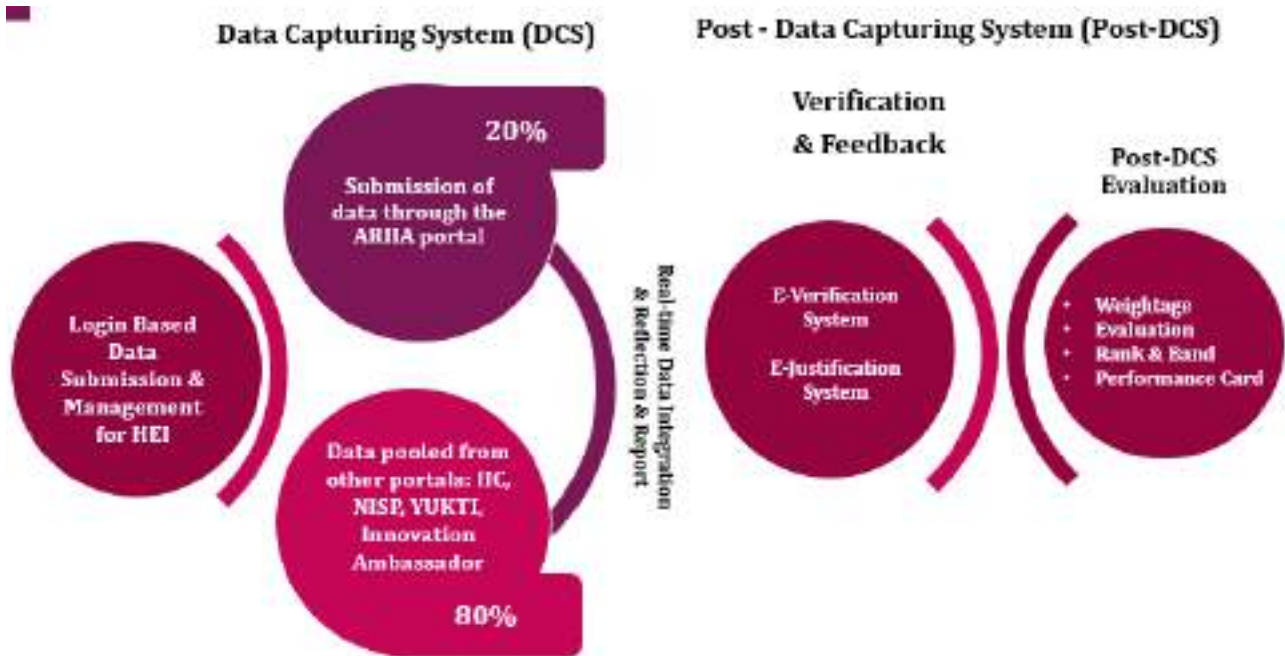 Data Capturing System (DCS)
Post - Data Capturing System (Post-DCS)
Login Based
Data
Submission &
Management
for HEI
20%
Submission of
data through the
ARIIA portal
Data pooled from
other portals: IIC,
NISP, YUKTI,
Innovation
Ambassador
80%
Real-time Data Integration
& Reflection & Report
Verification
& Feedback
E-Verification
System
E-Justification
System
Post-DCS
Evaluation
• Weightage
• Evaluation
• Rank & Band
• Performance Card